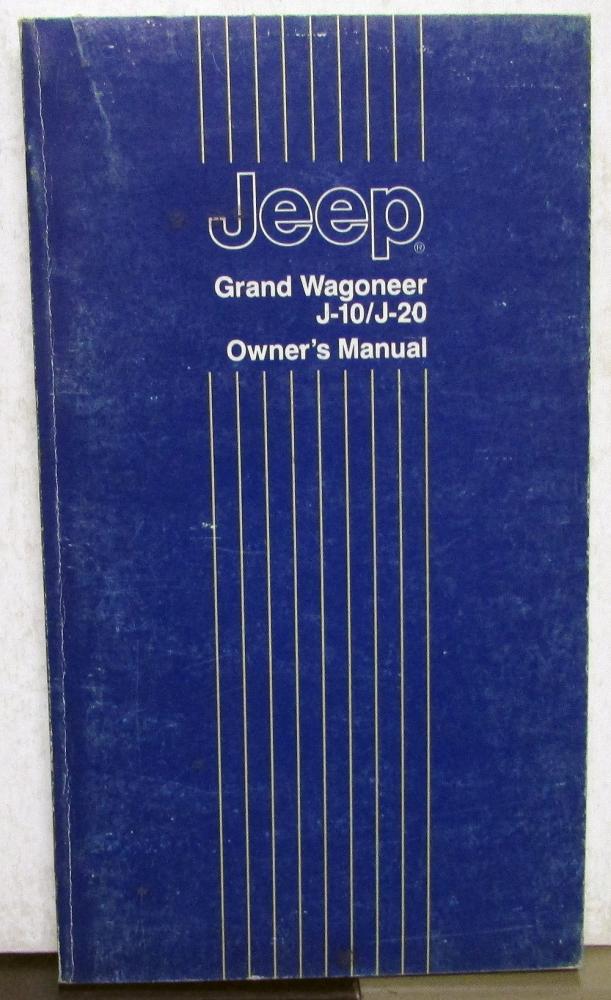 Jeep®
Grand Wagoneer
J-10/J-20
Owner's Manual